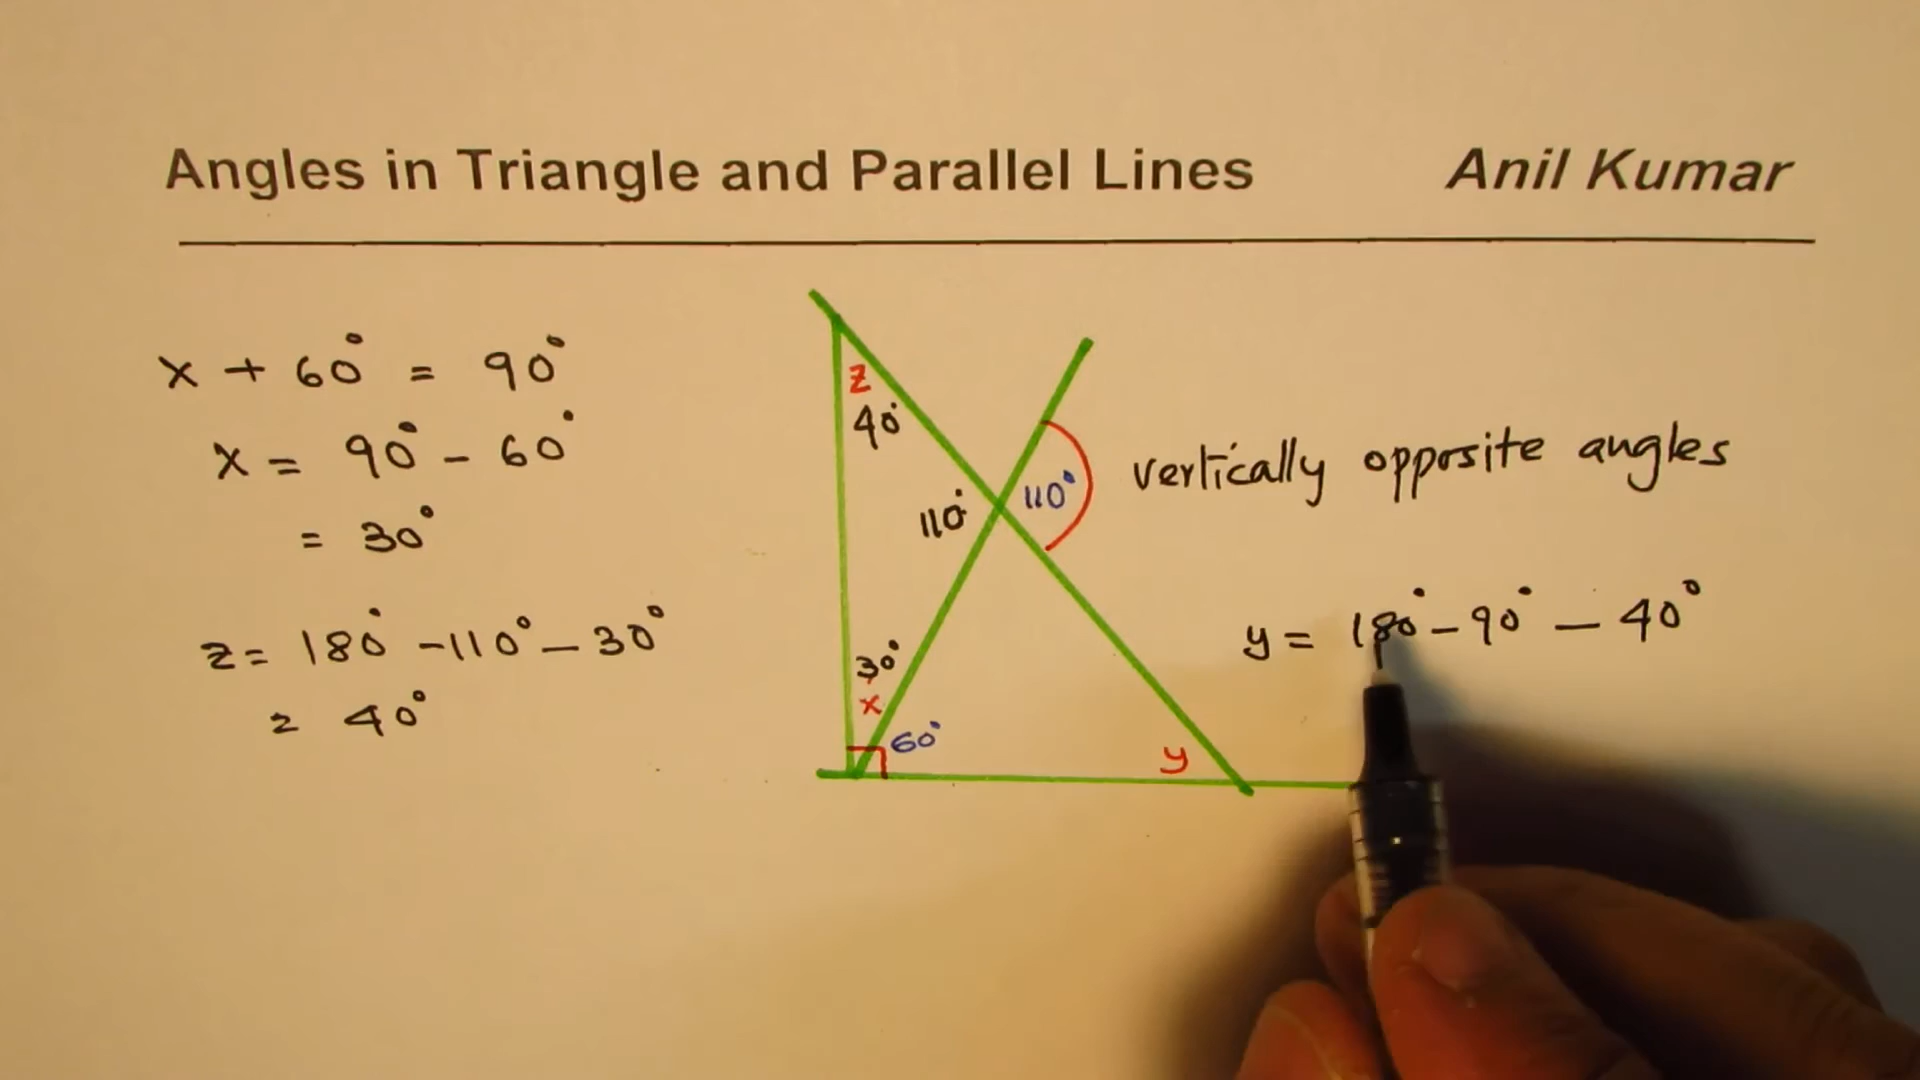 Angles in Triangle and Parallel Lines Anil Kumar
x + 60° = 90°
x = 90° - 60°
= 30°
z = 180° - 110° - 30°
= 40°
z
40°
110°
110°
30°
x
60°
y
vertically opposite angles
y = 180° - 90° - 40°